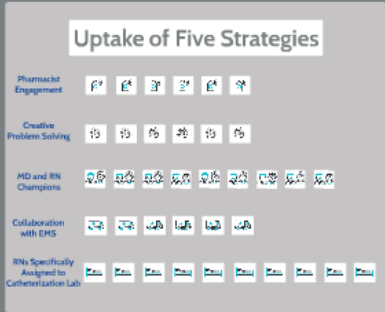 Uptake of Five Strategies
Pharmacist
Engagement
Creative
Problem Solving
MD and RN
Champions
Collaboration
with EMS
RNs Specifically
Assigned to
Catheterization Lab